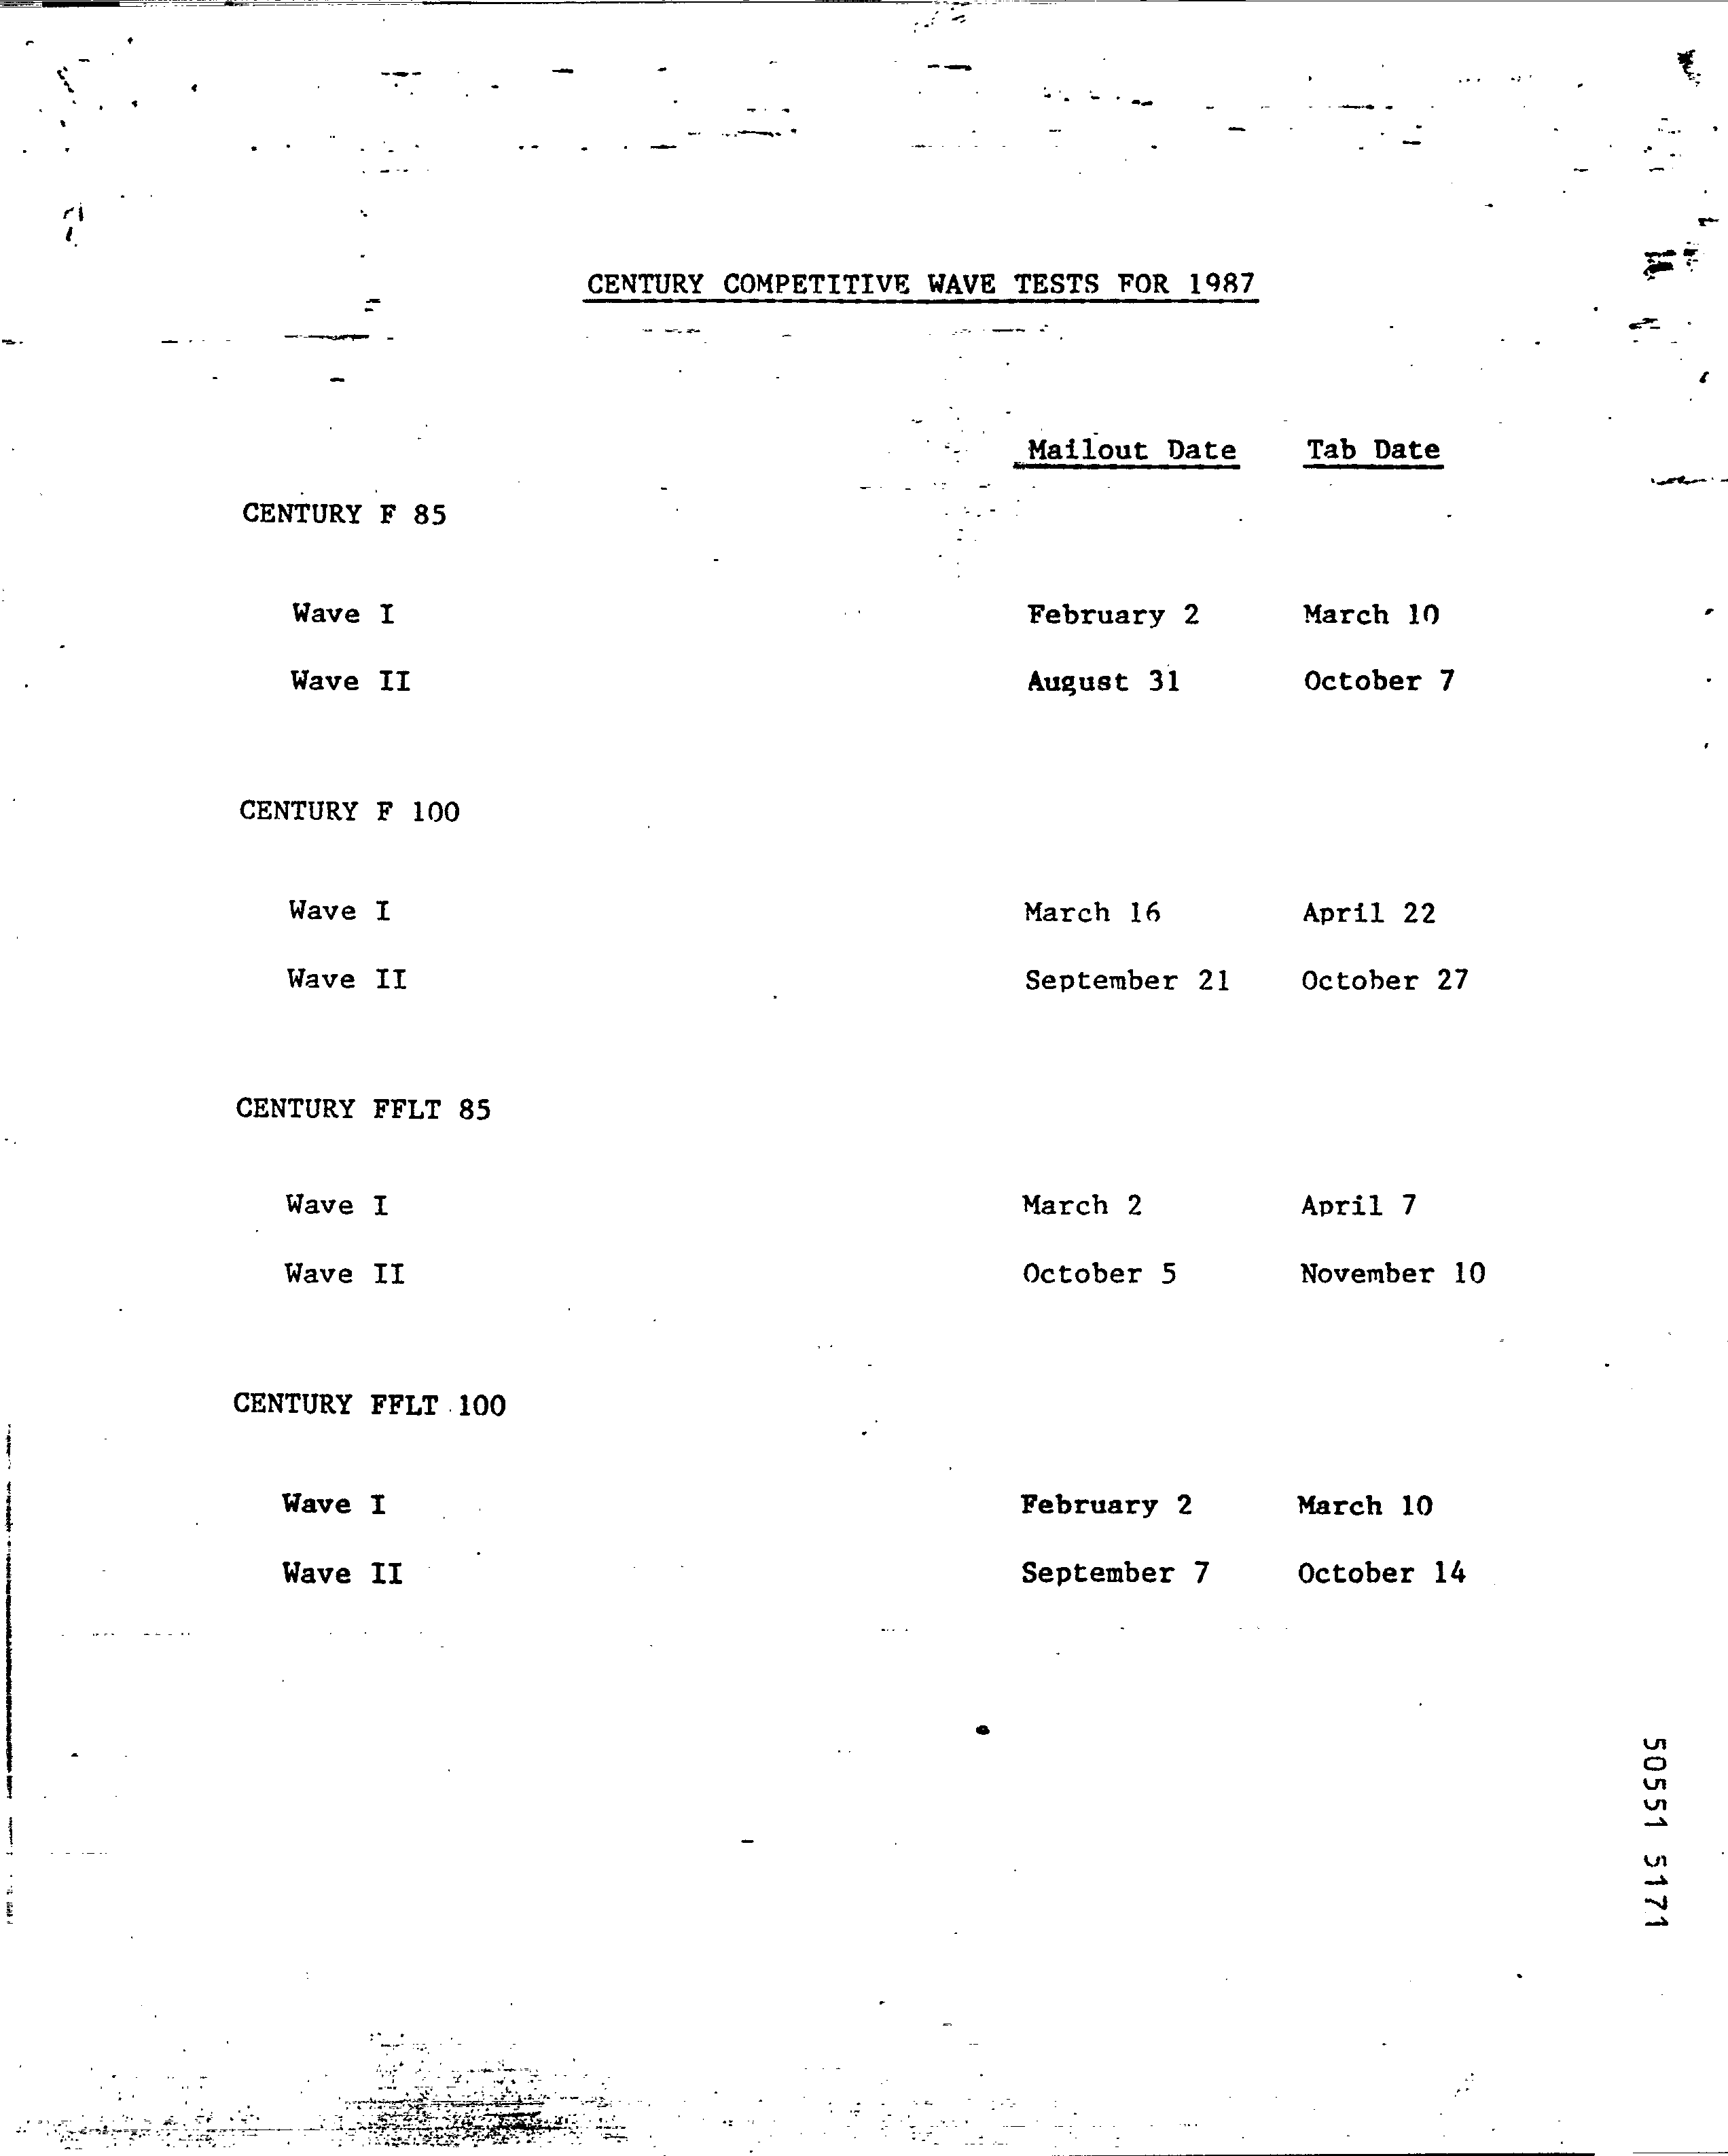 CENTURY COMPETITIVE WAVE TESTS FOR 1987
Mailout Date Tab Date
CENTURY F 85
Wave I February 2 March 10
Wave II August 31 October 7
CENTURY F 100
Wave I March 16 April 22
Wave II September 21 October 27
CENTURY FFLT 85
Wave I March 2 April 7
Wave II October 5 November 10
CENTURY FFLT 100
Wave I February 2 March 10
Wave II September 7 October 14
50551 5171